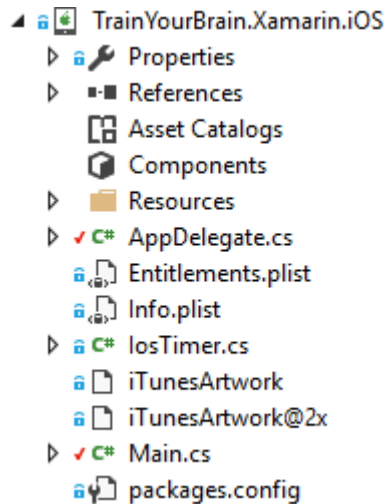 TrainYourBrain.Xamarin.iOS
Properties
References
Asset Catalogs
Components
Resources
C# AppDelegate.cs
Entitlements.plist
Info.plist
C# IosTimer.cs
iTunesArtwork
iTunesArtwork@2x
C# Main.cs
packages.config